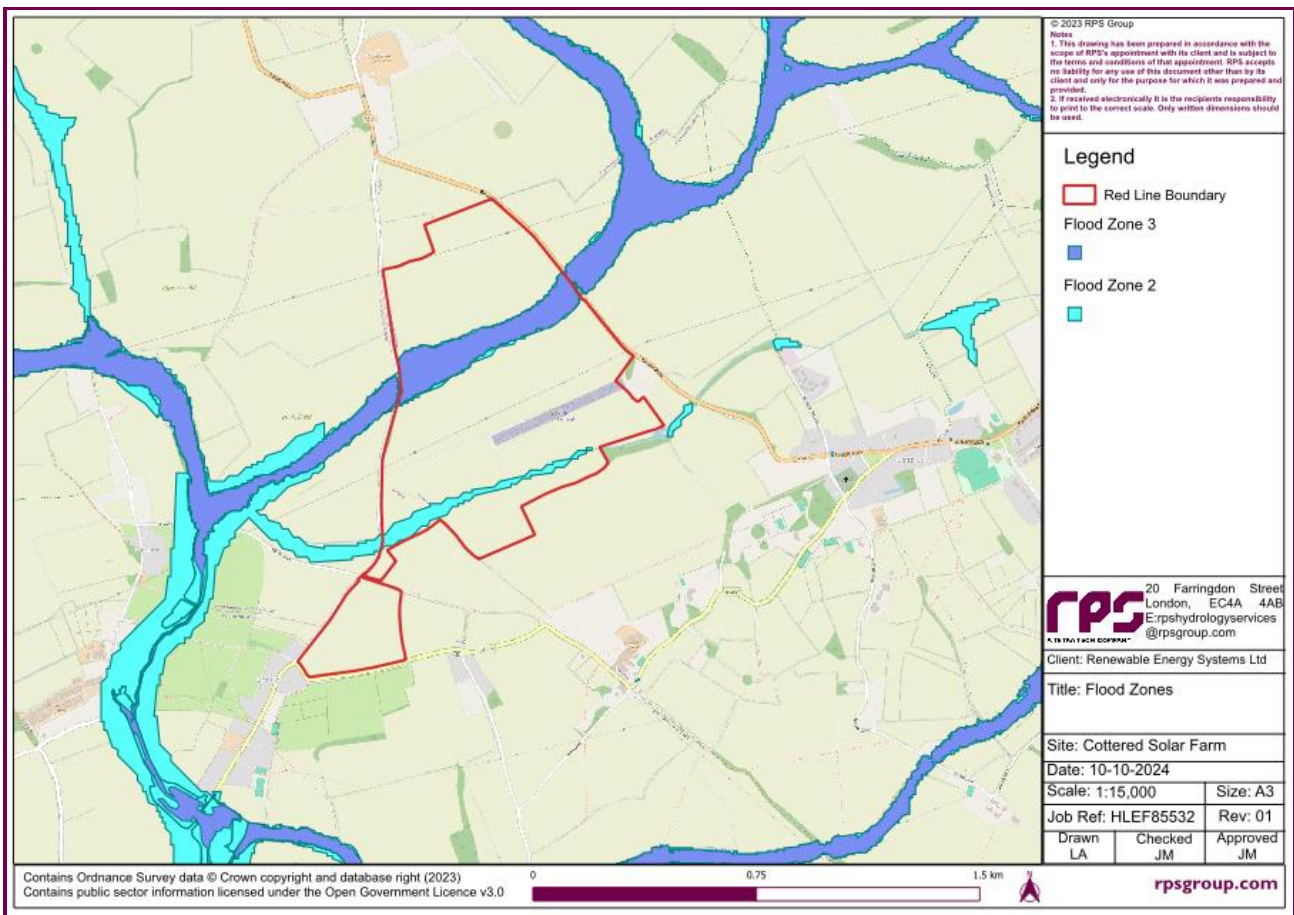 © 2023 RPS Group
Notes
1. This drawing has been prepared in accordance with the
scope of RPS's appointment with its client and is subject to
the terms and conditions of that appointment. RPS accepts
no liability for any use of this document other than by its
client and only for the purpose for which it was prepared and
provided.
2. If received electronically it is the recipients responsibility
to print to the correct scale. Only written dimensions should
be used.
Legend
Red Line Boundary
Flood Zone 3
Flood Zone 2
rps
A TETRA TECH COMPANY
20 Farringdon Street
London, EC4A 4AB
E:rpshydrologyservices
@rpsgroup.com
Client: Renewable Energy Systems Ltd
Title: Flood Zones
Site: Cottered Solar Farm
Date: 10-10-2024
Scale: 1:15,000
Size: A3
Job Ref: HLEF85532
Rev: 01
Drawn
LA
Checked
JM
Approved
JM
Contains Ordnance Survey data © Crown copyright and database right (2023)
Contains public sector information licensed under the Open Government Licence v3.0
0
0.75
1.5 km
N
rpsgroup.com